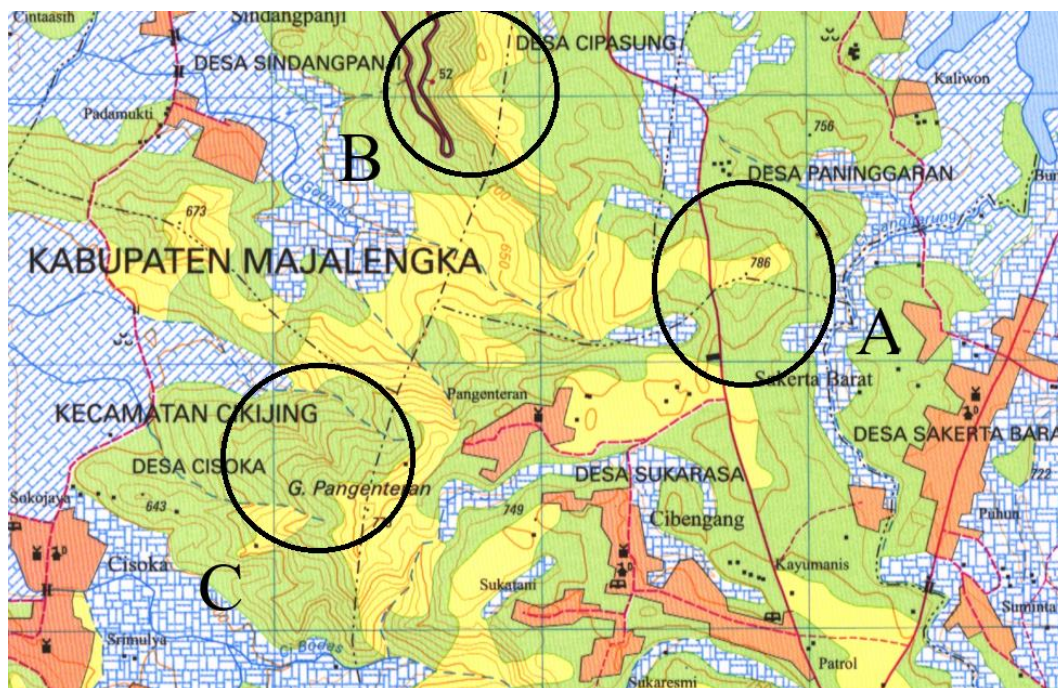 Cintaasih
Sindangpanji
DESA CIPASUNG
DESA SINDANGPANJI
52
Kaliwon
Padamukti
B
756
DESA PANINGGARAN
Bun
673
650
KABUPATEN MAJALENGKA
786
A
Pangenteran
Sakerta Barat
KECAMATAN CIKIJING
DESA CISOKA
DESA SAKERTA BARA
DESA SUKARASA
G. Pangenteran
722
Sokojaya
643
749
Cibengang
Puhun
Cisoka
C
Sukatani
Kayumanis
Suminta
Srimulya
Ci Bodas
Patrol
Sukaresmi